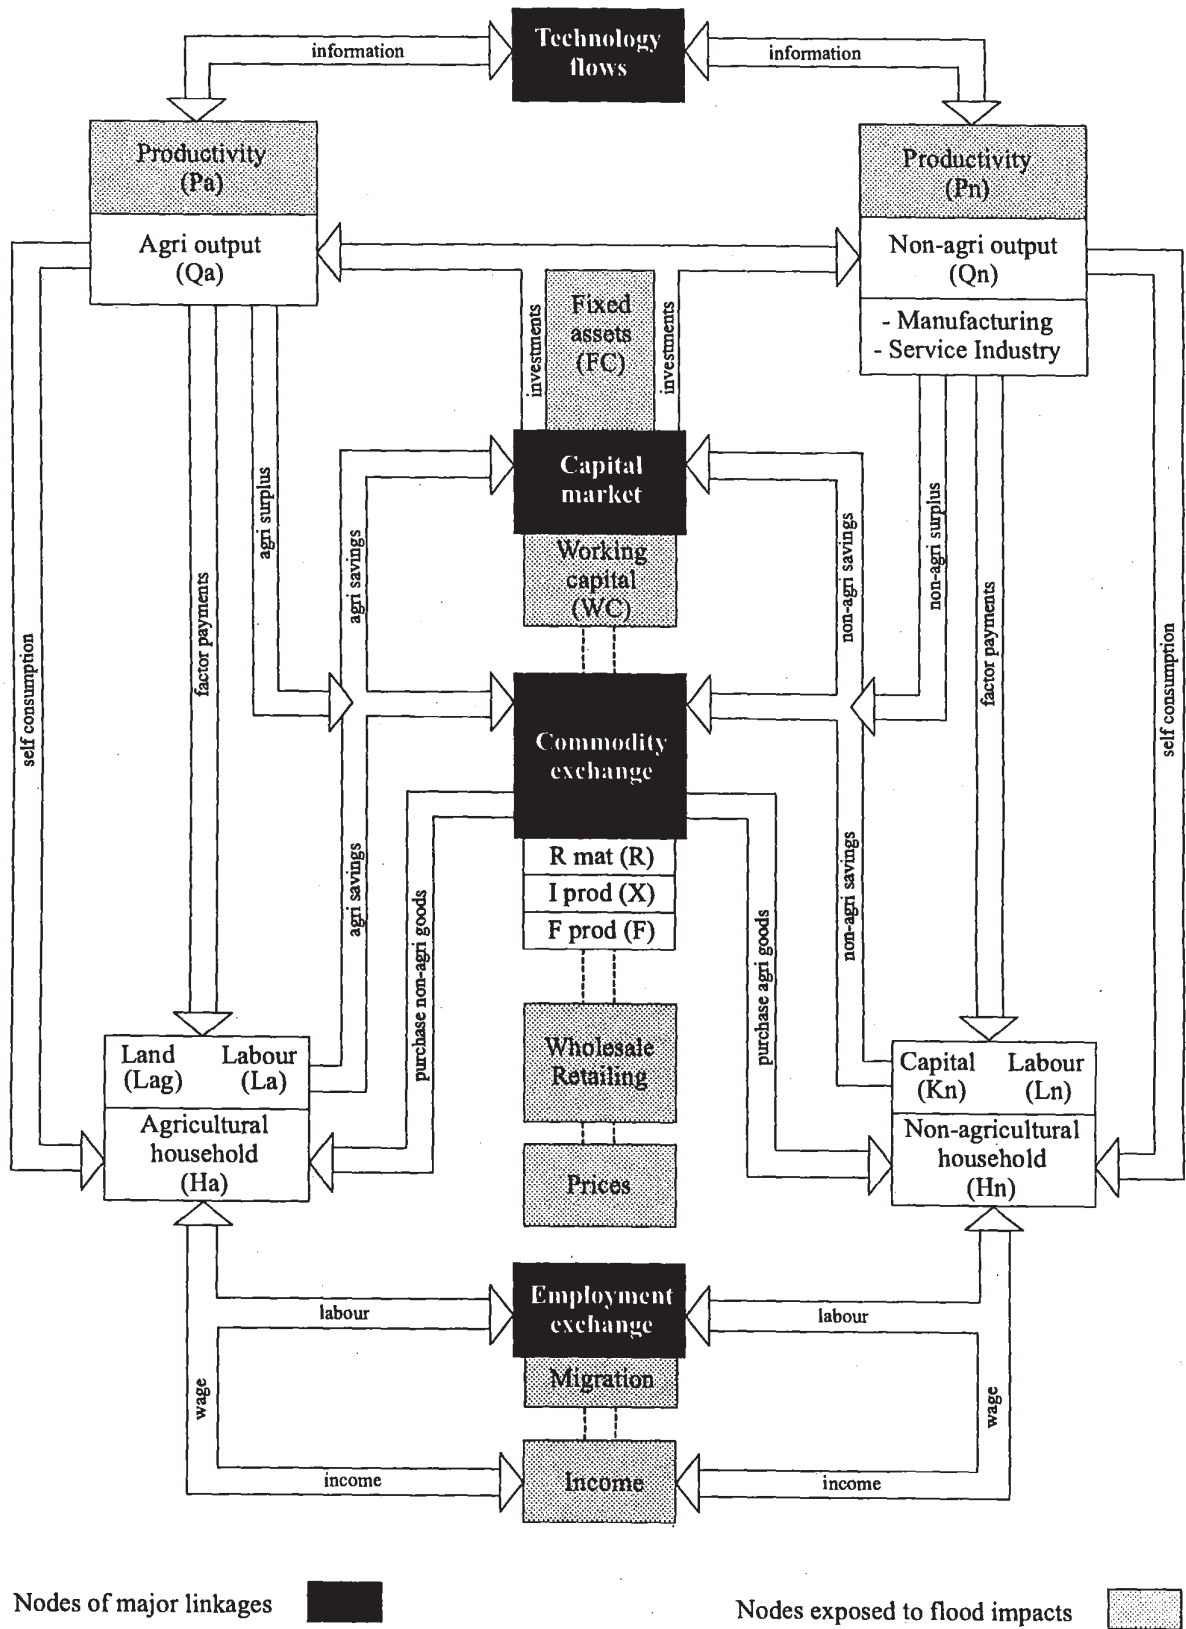 Technology
flows
information
information
Productivity
(Pa)
Productivity
(Pn)
Agri output
(Qa)
Non-agri output
(Qn)
- Manufacturing
- Service Industry
Fixed
assets
(FC)
investments
investments
Capital
market
Working
capital
(WC)
agri surplus
agri savings
non-agri savings
non-agri surplus
factor payments
factor payments
self consumption
self consumption
Commodity
exchange
R mat (R)
I prod (X)
F prod (F)
agri savings
purchase non-agri goods
purchase agri goods
non-agri savings
Wholesale
Retailing
Prices
Land Labour
(Lag) (La)
Agricultural
household
(Ha)
Capital Labour
(Kn) (Ln)
Non-agricultural
household
(Hn)
Employment
exchange
labour
labour
Migration
wage
wage
Income
income
income
Nodes of major linkages
Nodes exposed to flood impacts